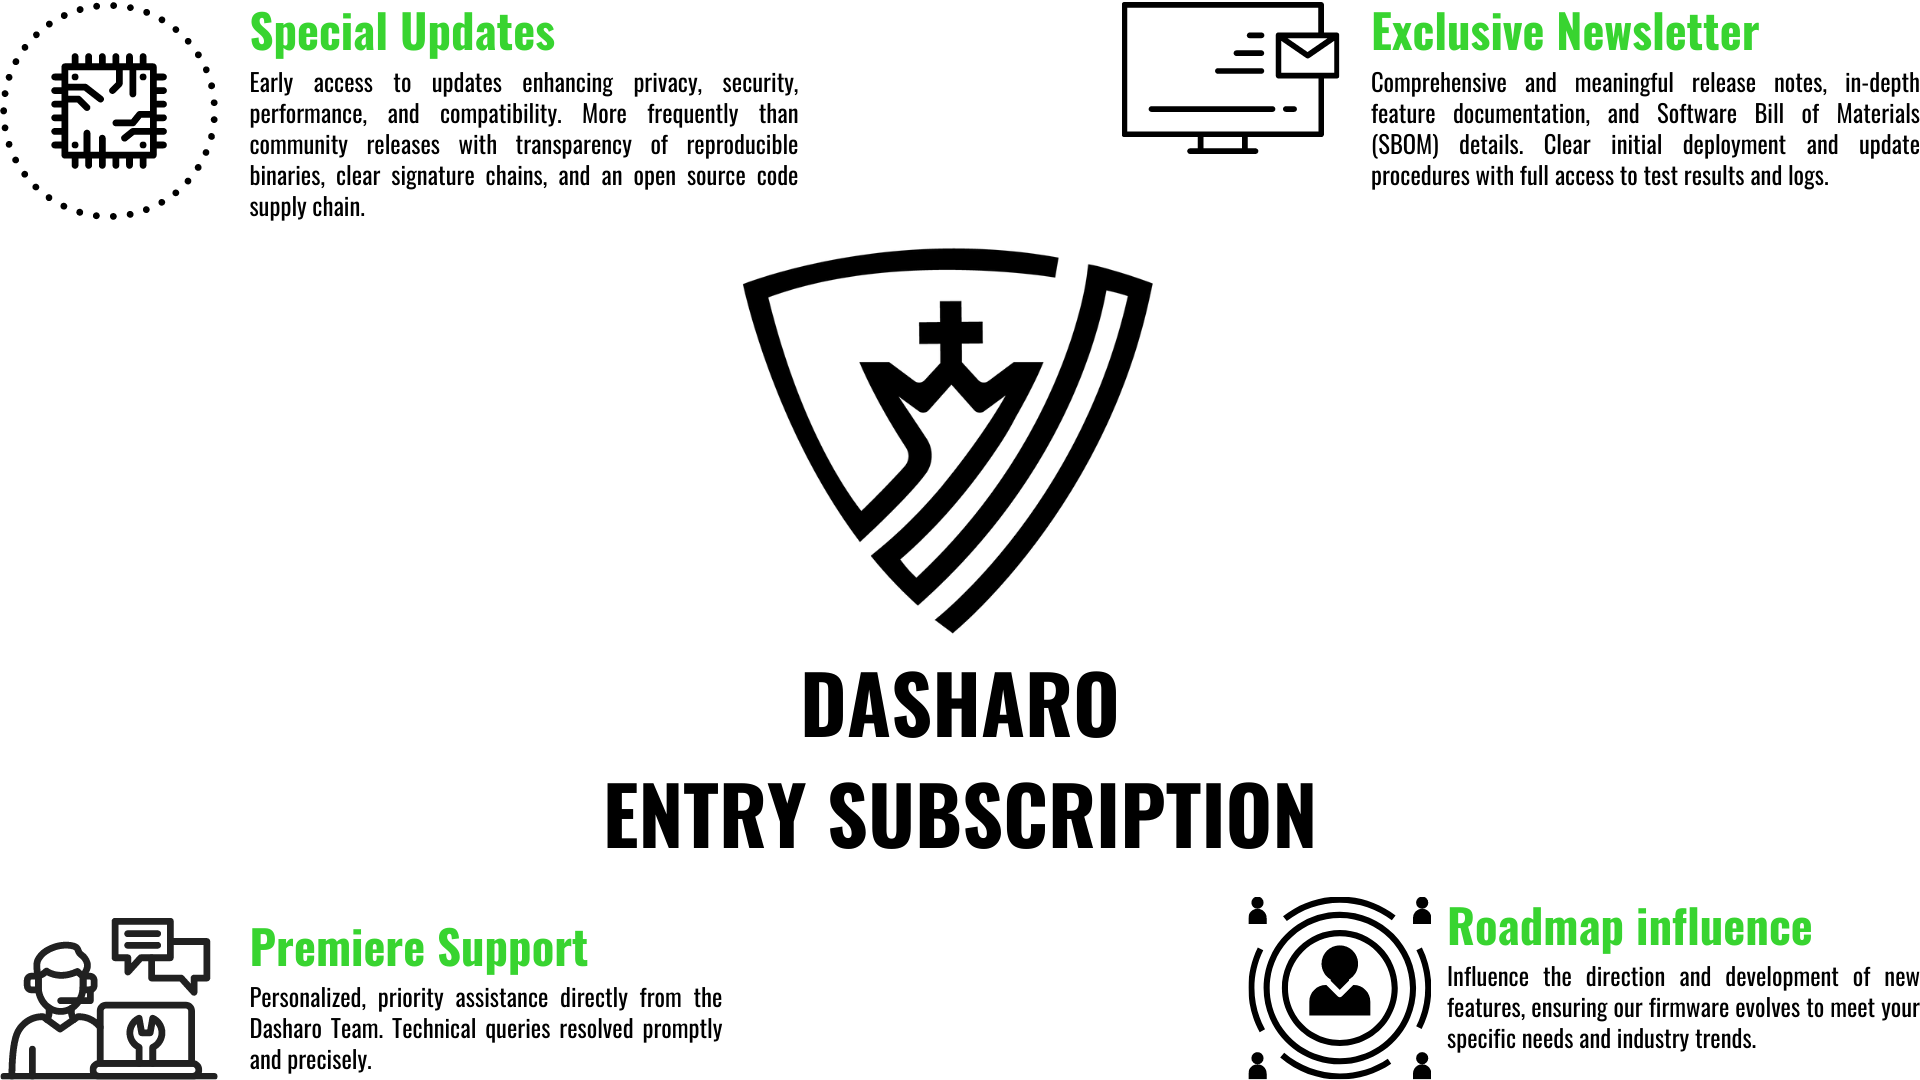 Special Updates
Early access to updates enhancing privacy, security,
performance, and compatibility. More frequently than
community releases with transparency of reproducible
binaries, clear signature chains, and an open source code
supply chain.
Exclusive Newsletter
Comprehensive and meaningful release notes, in-depth
feature documentation, and Software Bill of Materials
(SBOM) details. Clear initial deployment and update
procedures with full access to test results and logs.
DASHARO
ENTRY SUBSCRIPTION
Premiere Support
Personalized, priority assistance directly from the
Dasharo Team. Technical queries resolved promptly
and precisely.
Roadmap influence
Influence the direction and development of new
features, ensuring our firmware evolves to meet your
specific needs and industry trends.